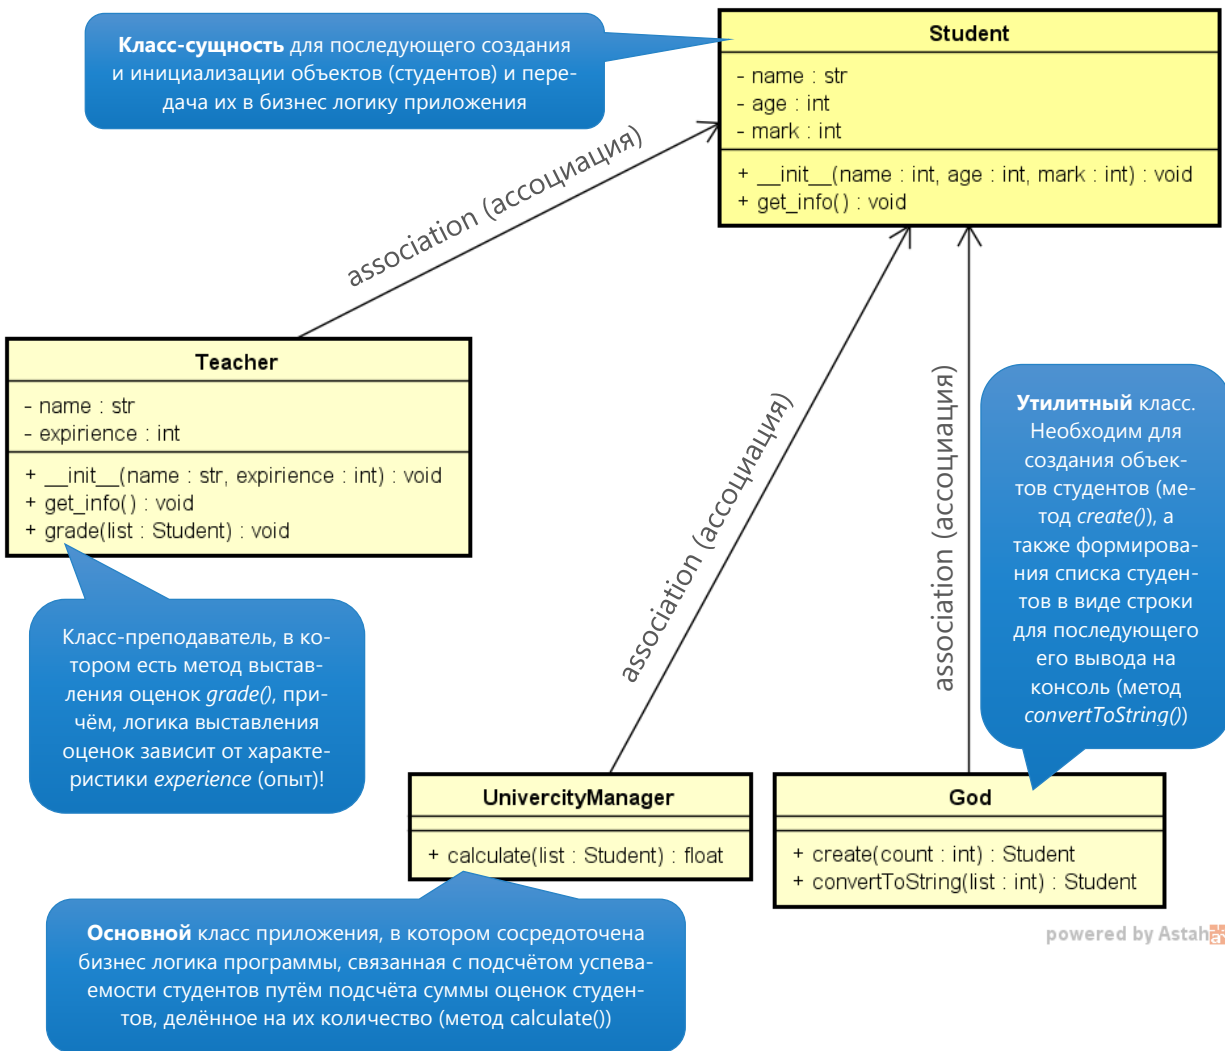 Класс-сущность для последующего создания
и инициализации объектов (студентов) и пере-
дача их в бизнес логику приложения
Student
- name : str
- age : int
- mark : int
+ __init__(name : int, age : int, mark : int) : void
+ get_info() : void
association (ассоциация)
Teacher
- name : str
- expirience : int
+ __init__(name : str, expirience : int) : void
+ get_info() : void
+ grade(list : Student) : void
association (ассоциация)
association (ассоциация)
Утилитный класс.
Необходим для
создания объек-
тов студентов (ме-
тод create()), а
также формирова-
ния списка студен-
тов в виде строки
для последующего
его вывода на
консоль (метод
convertToString())
Класс-преподаватель, в ко-
тором есть метод выстав-
ления оценок grade(), при-
чём, логика выставления
оценок зависит от характе-
ристики experience (опыт)!
UnivercityManager
+ calculate(list : Student) : float
God
+ create(count : int) : Student
+ convertToString(list : int) : Student
Основной класс приложения, в котором сосредоточена
бизнес логика программы, связанная с подсчётом успева-
емости студентов путём подсчёта суммы оценок студен-
тов, делённое на их количество (метод calculate())
powered by Astah